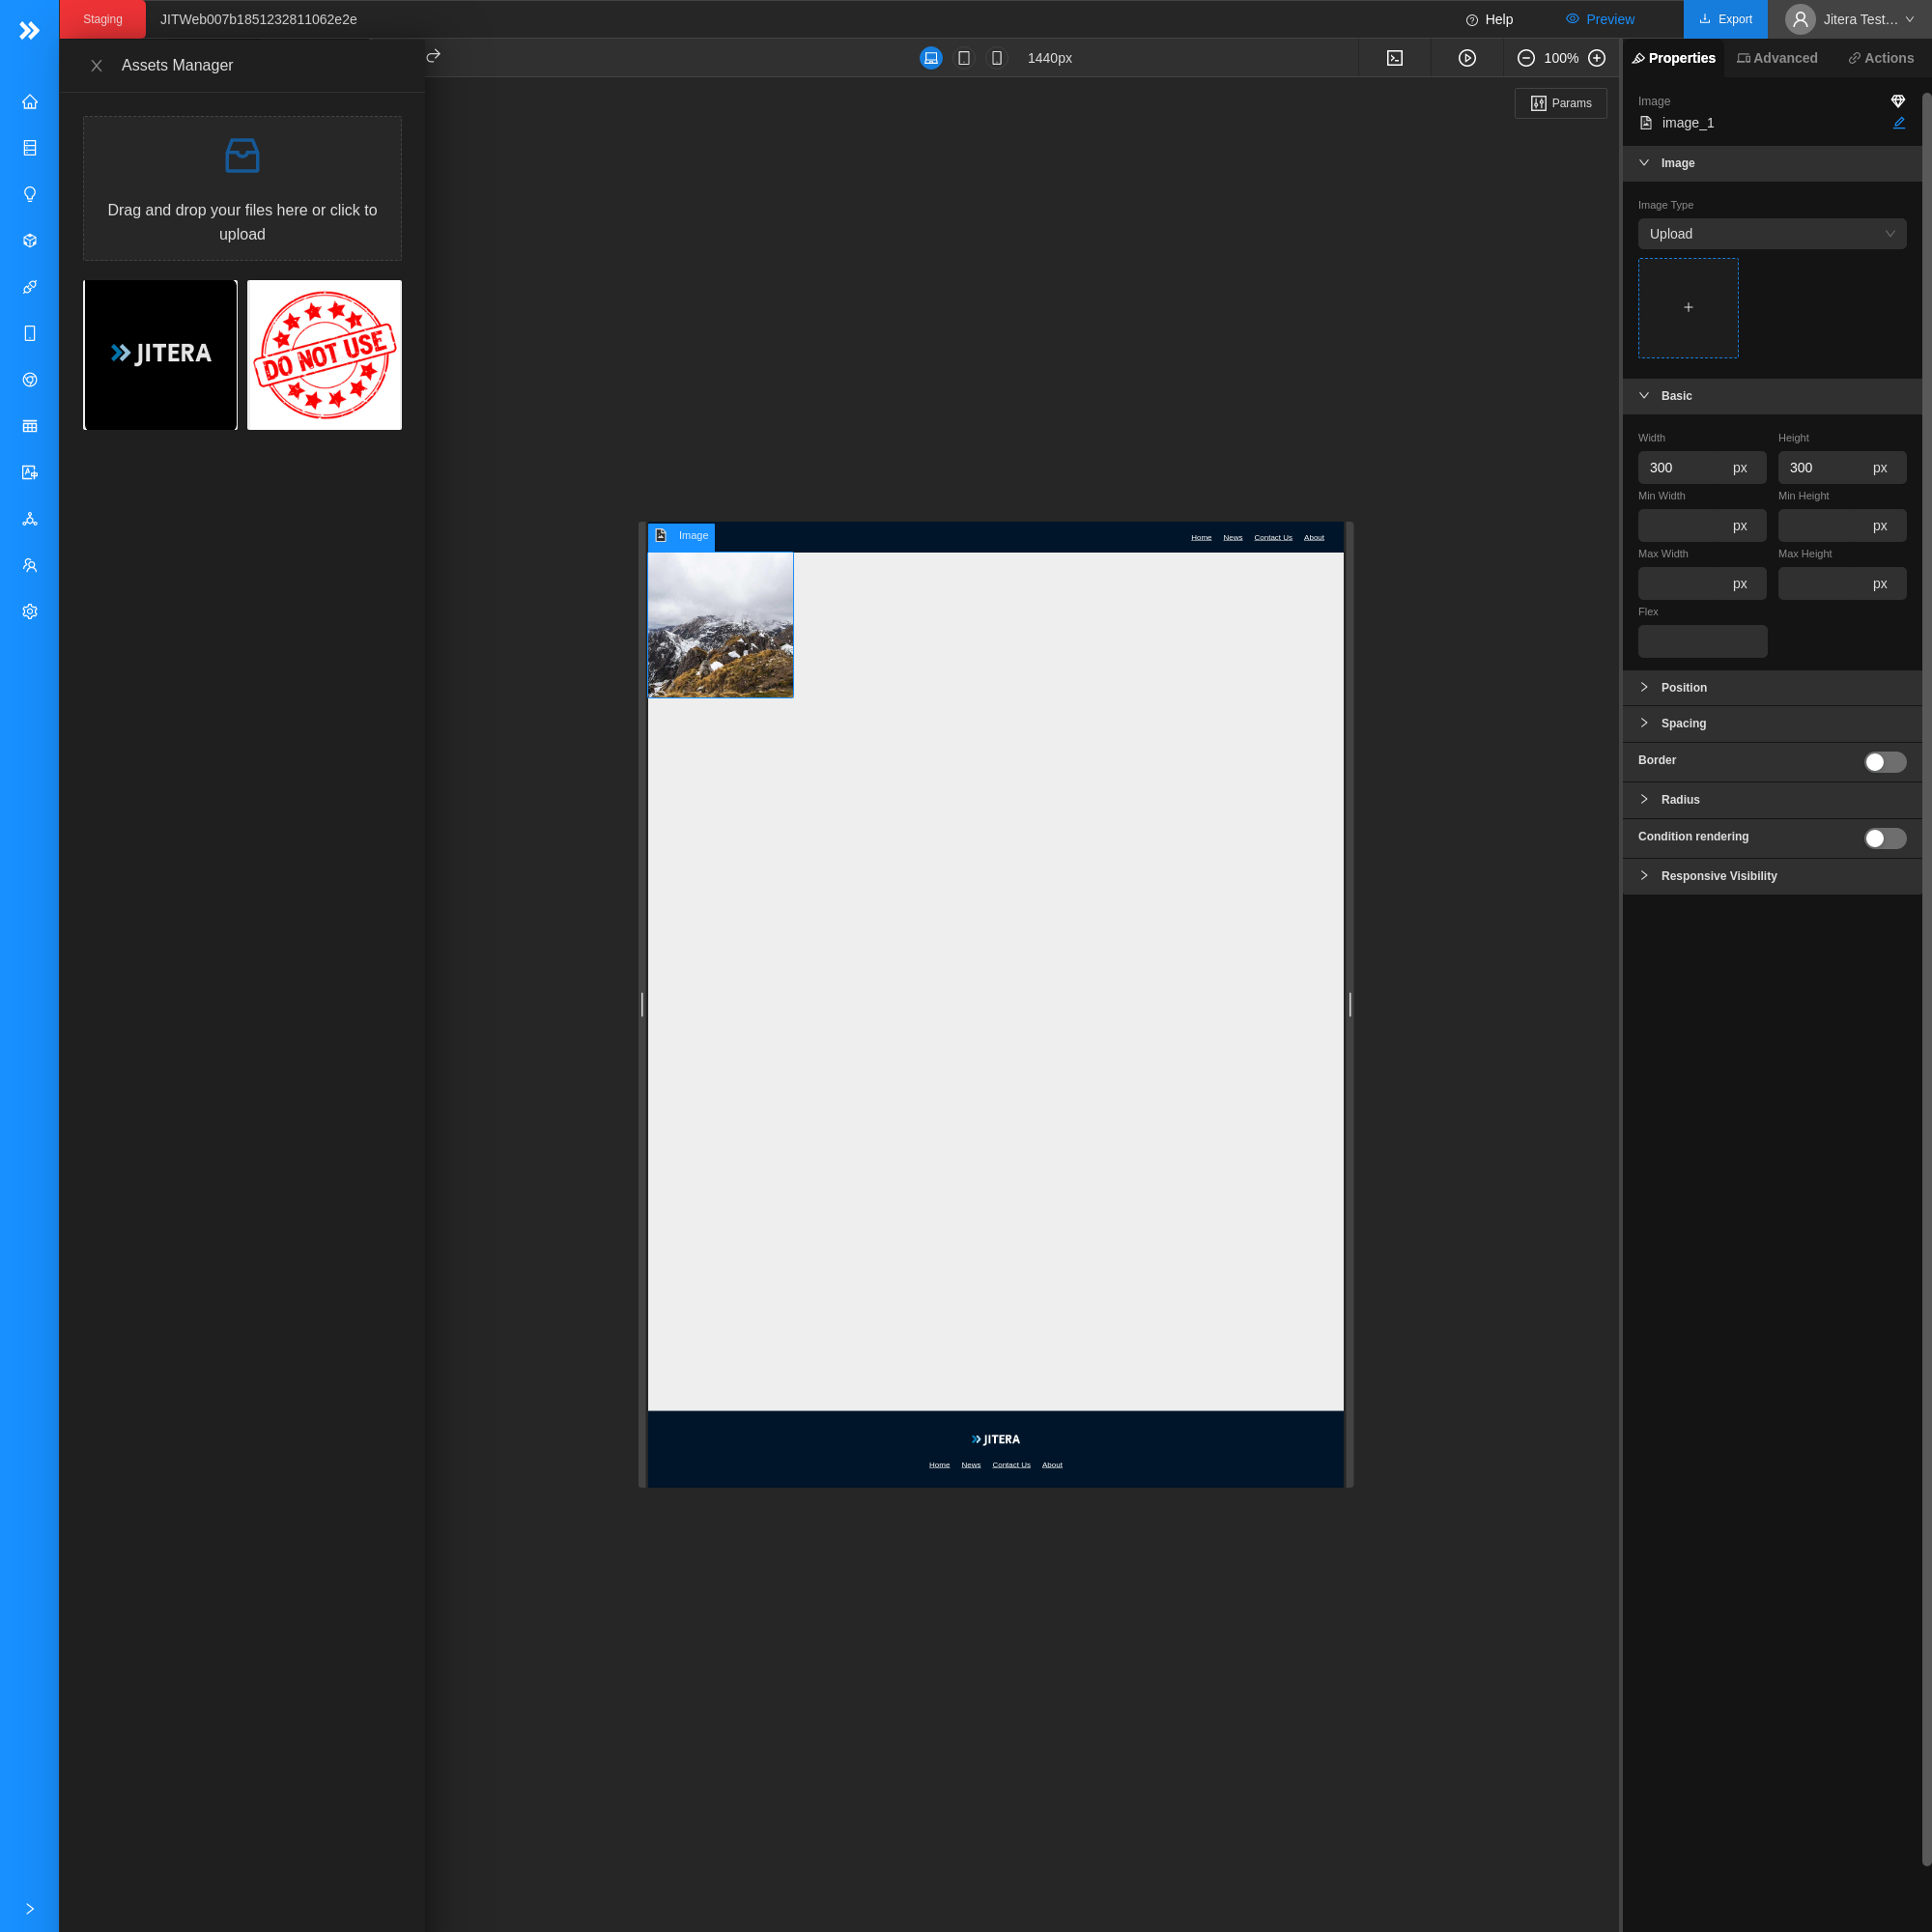 Staging
JITWeb007b1851232811062e2e
Help
Preview
Export
Jitera Test...
Assets Manager
1440px
100%
Properties
Advanced
Actions
Drag and drop your files here or click to
upload
JITERA
DO NOT USE
Params
Image
image_1
Image
Image Type
Upload
Basic
Width
Height
300
px
300
px
Min Width
Min Height
px
px
Max Width
Max Height
px
px
Flex
Position
Spacing
Border
Radius
Condition rendering
Responsive Visibility
Image
Home
News
Contact Us
About
JITERA
Home
News
Contact Us
About